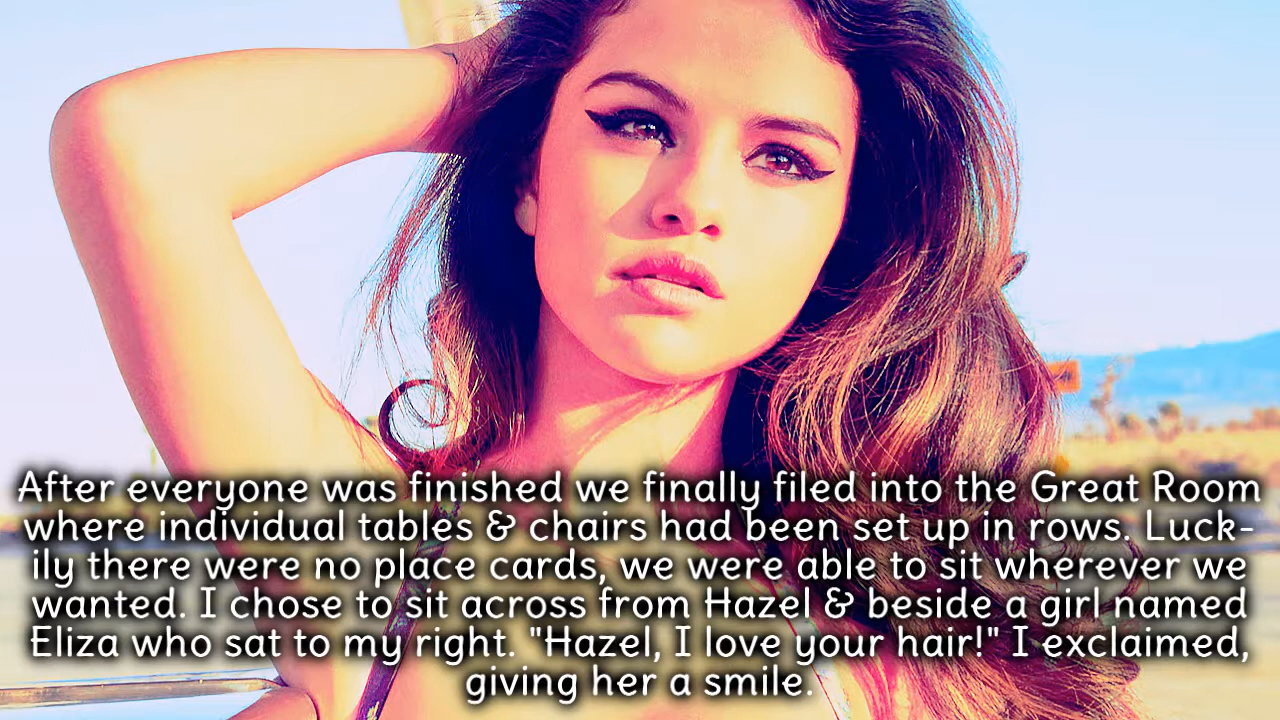 After everyone was finished we finally filed into the Great Room
where individual tables & chairs had been set up in rows. Luck-
ily there were no place cards, we were able to sit wherever we
wanted. I chose to sit across from Hazel & beside a girl named
Eliza who sat to my right. "Hazel, I love your hair!" I exclaimed,
giving her a smile.